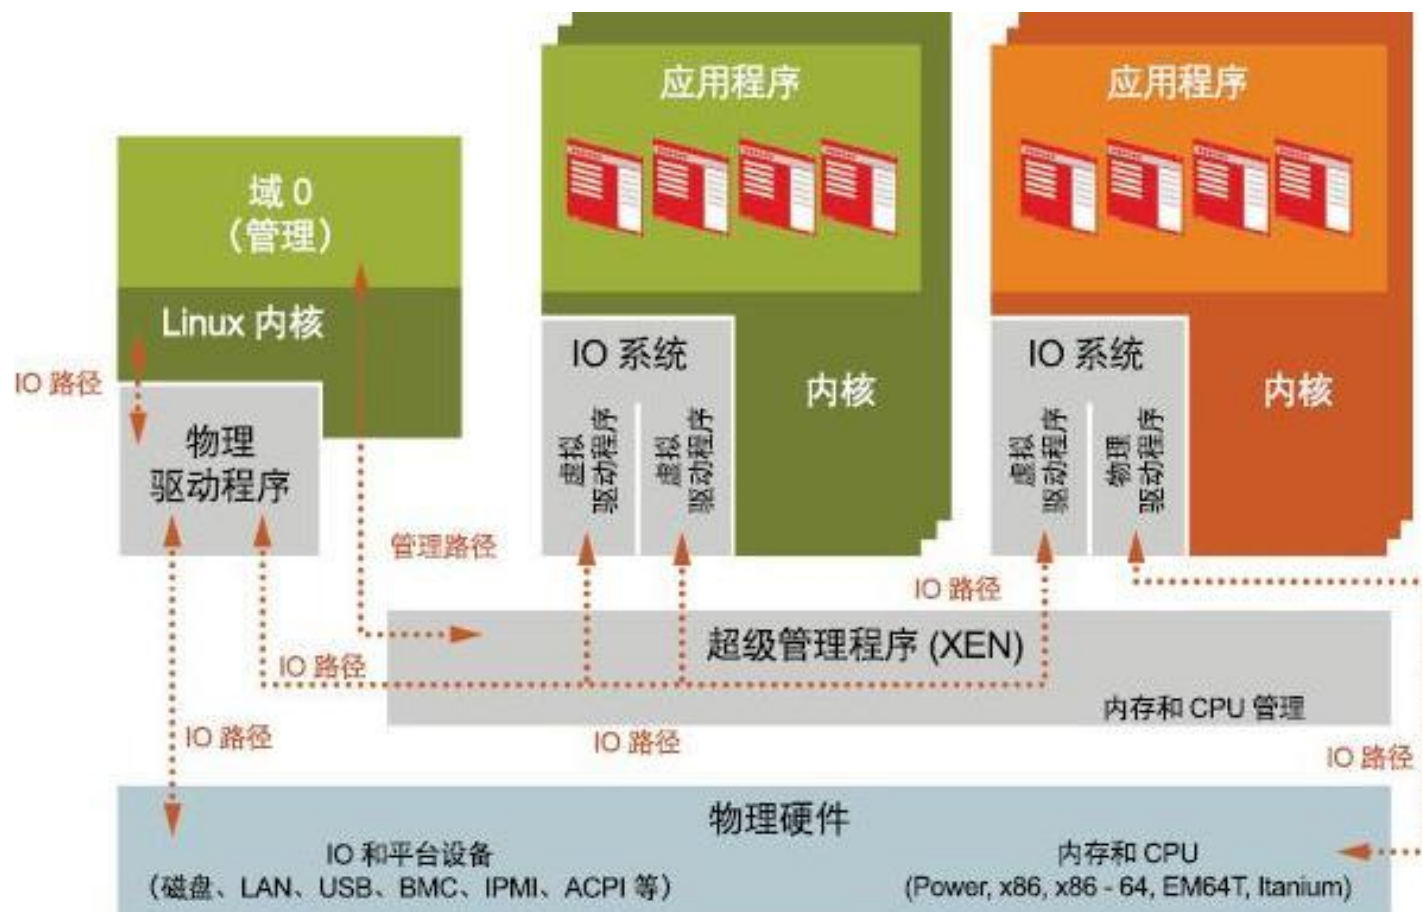 应用程序
应用程序
域 0
（管理）
Linux 内核
IO 路径
物理
驱动程序
IO 系统
虚拟
驱动程序
虚拟
驱动程序
内核
IO 系统
虚拟
驱动程序
物理
驱动程序
内核
管理路径
IO 路径
超级管理程序 (XEN)
IO 路径
内存和 CPU 管理
IO 路径
IO 路径
IO 路径
物理硬件
IO 和平台设备
（磁盘、LAN、USB、BMC、IPMI、ACPI 等）
内存和 CPU
(Power, x86, x86 - 64, EM64T, Itanium)